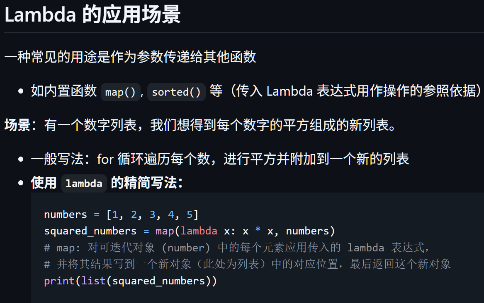 Lambda 的应用场景
一种常见的用途是作为参数传递给其他函数
• 如内置函数 map(), sorted() 等（传入 Lambda 表达式用作操作的参照依据）
场景：有一个数字列表，我们想得到每个数字的平方组成的新列表。
• 一般写法：for 循环遍历每个数，进行平方并附加到一个新的列表
• 使用 lambda 的精简写法：
numbers = [1, 2, 3, 4, 5]
squared_numbers = map(lambda x: x * x, numbers)
# map: 对可迭代对象 (number) 中的每个元素应用传入的 lambda 表达式，
# 并将其结果写到一个新对象（此处为列表）中的对应位置，最后返回这个新对象
print(list(squared_numbers))